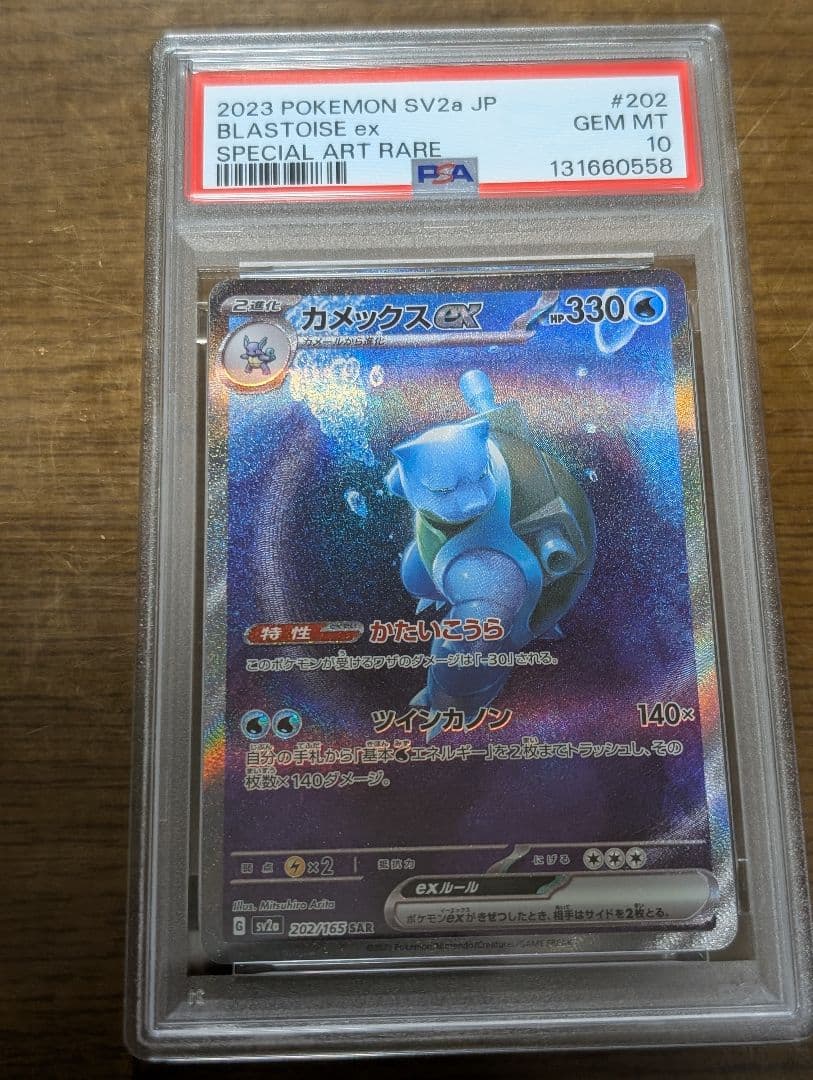 2023 POKEMON SV2a JP #202
BLASTOISE ex GEM MT
SPECIAL ART RARE 10
PSA 131660558
2進化 カメックスex HP330
カメールから進化
特性 かたいこうら
このポケモンが受けるワザのダメージは「-30」される。
ツインカノン 140×
自分の手札から「基本エネルギー」を2枚までトラッシュし、その
枚数×140ダメージ。
弱点 ×2 抵抗力 にげる
exルール
ポケモンexがきぜつしたとき、相手はサイドを2枚とる。
Illus. Mitsuhiro Arita
G sv2a 202/165 SAR
©2023 Pokémon/Nintendo/Creatures/GAME FREAK